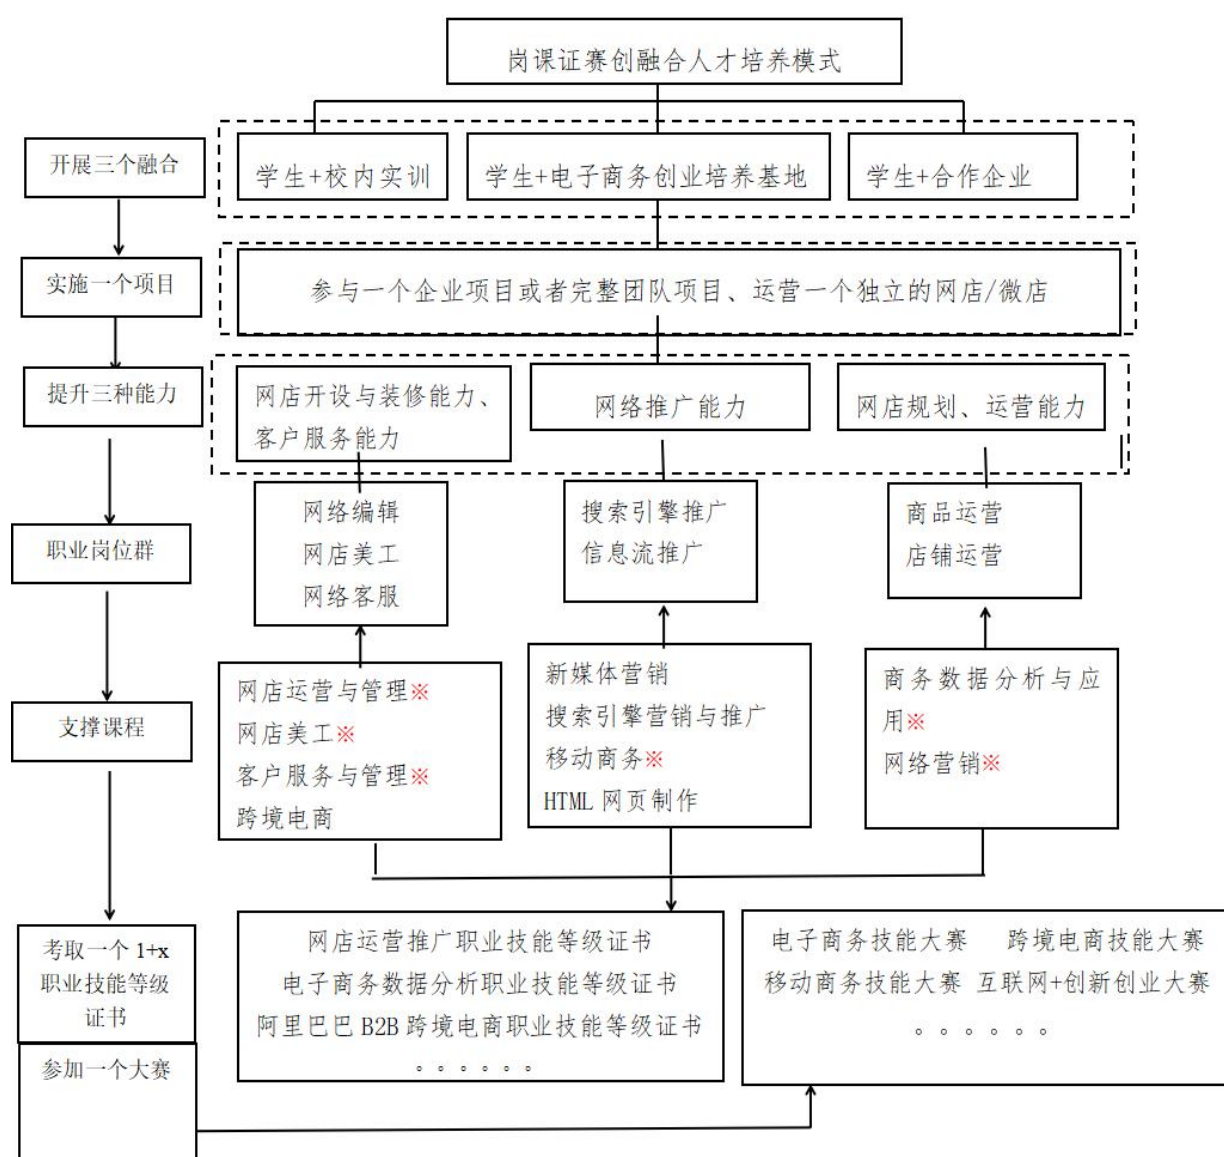 岗课证赛创融合人才培养模式
开展三个融合
学生+校内实训
学生+电子商务创业培养基地
学生+合作企业
实施一个项目
参与一个企业项目或者完整团队项目、运营一个独立的网店/微店
提升三种能力
网店开设与装修能力、
客户服务能力
网络推广能力
网店规划、运营能力
职业岗位群
网络编辑
网店美工
网络客服
搜索引擎推广
信息流推广
商品运营
店铺运营
支撑课程
网店运营与管理※
网店美工※
客户服务与管理※
跨境电商
新媒体营销
搜索引擎营销与推广
移动商务※
HTML 网页制作
商务数据分析与应
用※
网络营销※
考取一个 1+x
职业技能等级
证书
网店运营推广职业技能等级证书
电子商务数据分析职业技能等级证书
阿里巴巴 B2B 跨境电商职业技能等级证书
。。。。。。
参加一个大赛
电子商务技能大赛 跨境电商技能大赛
移动商务技能大赛 互联网+创新创业大赛
。。。。。。